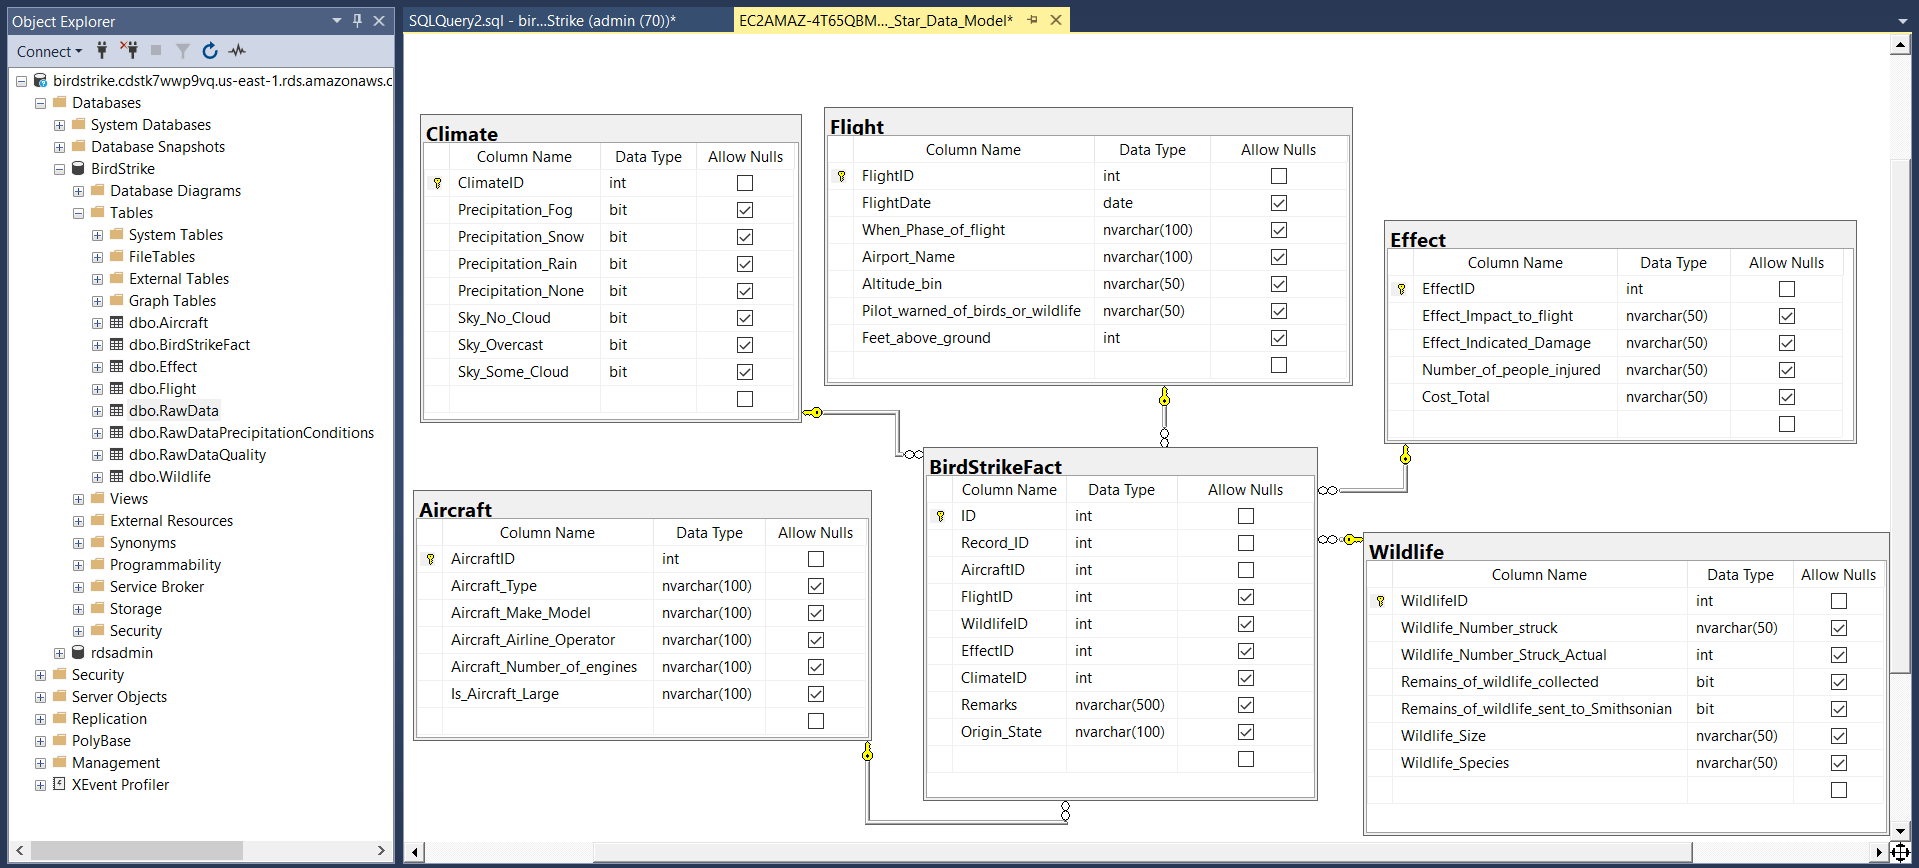 Object Explorer
Connect
birdstrike.cdstk7wwp9vq.us-east-1.rds.amazonaws.c
Databases
System Databases
Database Snapshots
BirdStrike
Database Diagrams
Tables
System Tables
FileTables
External Tables
Graph Tables
dbo.Aircraft
dbo.BirdStrikeFact
dbo.Effect
dbo.Flight
dbo.RawData
dbo.RawDataPrecipitationConditions
dbo.RawDataQuality
dbo.Wildlife
Views
External Resources
Synonyms
Programmability
Service Broker
Storage
Security
rdsadmin
Security
Server Objects
Replication
PolyBase
Management
XEvent Profiler
SQLQuery2.sql - bir...Strike (admin (70))*
EC2AMAZ-4T65QBM..._Star_Data_Model*
Climate
Column Name Data Type Allow Nulls
ClimateID int
Precipitation_Fog bit
Precipitation_Snow bit
Precipitation_Rain bit
Precipitation_None bit
Sky_No_Cloud bit
Sky_Overcast bit
Sky_Some_Cloud bit
Flight
Column Name Data Type Allow Nulls
FlightID int
FlightDate date
When_Phase_of_flight nvarchar(100)
Airport_Name nvarchar(100)
Altitude_bin nvarchar(50)
Pilot_warned_of_birds_or_wildlife nvarchar(50)
Feet_above_ground int
Effect
Column Name Data Type Allow Nulls
EffectID int
Effect_Impact_to_flight nvarchar(50)
Effect_Indicated_Damage nvarchar(50)
Number_of_people_injured nvarchar(50)
Cost_Total nvarchar(50)
Aircraft
Column Name Data Type Allow Nulls
AircraftID int
Aircraft_Type nvarchar(100)
Aircraft_Make_Model nvarchar(100)
Aircraft_Airline_Operator nvarchar(100)
Aircraft_Number_of_engines nvarchar(100)
Is_Aircraft_Large nvarchar(100)
BirdStrikeFact
Column Name Data Type Allow Nulls
ID int
Record_ID int
AircraftID int
FlightID int
WildlifeID int
EffectID int
ClimateID int
Remarks nvarchar(500)
Origin_State nvarchar(100)
Wildlife
Column Name Data Type Allow Nulls
WildlifeID int
Wildlife_Number_struck nvarchar(50)
Wildlife_Number_Struck_Actual int
Remains_of_wildlife_collected bit
Remains_of_wildlife_sent_to_Smithsonian bit
Wildlife_Size nvarchar(50)
Wildlife_Species nvarchar(50)